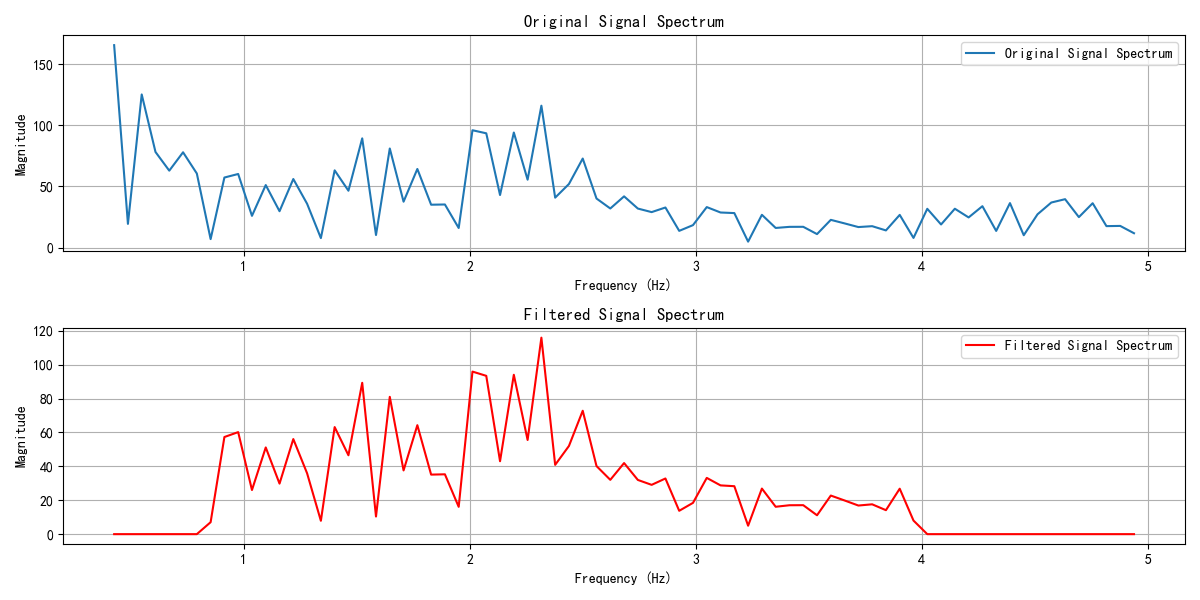 Original Signal Spectrum
Original Signal Spectrum
Magnitude
150
100
50
0
1 2 3 4 5
Frequency (Hz)
Filtered Signal Spectrum
Filtered Signal Spectrum
Magnitude
120
100
80
60
40
20
0
1 2 3 4 5
Frequency (Hz)